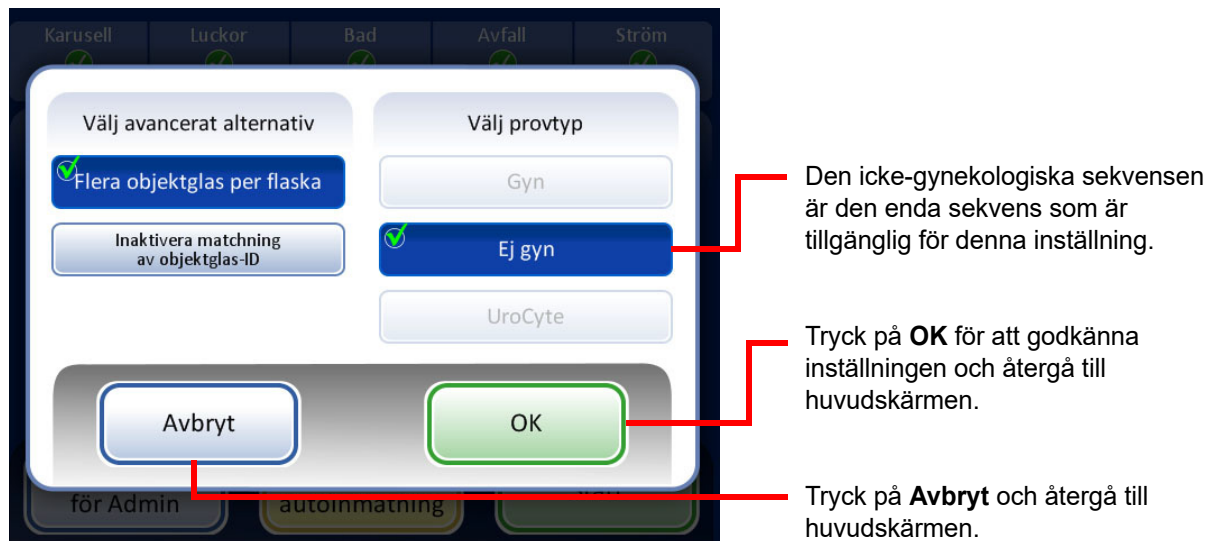 Karusell Luckor Bad Avfall Ström
Välj avancerat alternativ
Välj provtyp
Flera objektglas per flaska
Inaktivera matchning
av objektglas-ID
Gyn
Ej gyn
UroCyte
Avbryt
OK
för Admin
autoinmatning
Den icke-gynekologiska sekvensen
är den enda sekvens som är
tillgänglig för denna inställning.
Tryck på OK för att godkänna
inställningen och återgå till
huvudskärmen.
Tryck på Avbryt och återgå till
huvudskärmen.